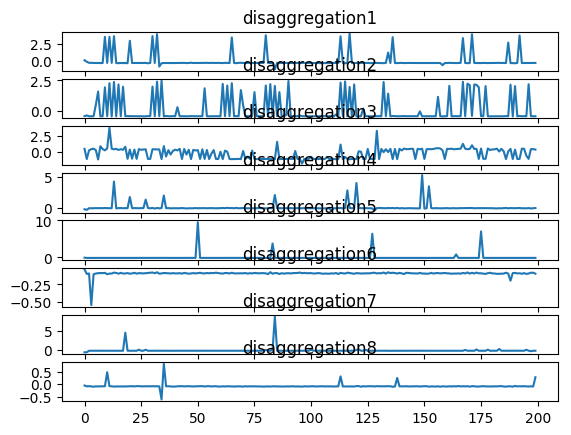 disaggregation1
2.5
0.0
disaggregation2
2.5
0.0
disaggregation3
2.5
0.0
disaggregation4
5
0
disaggregation5
10
0
disaggregation6
−0.25
−0.50
disaggregation7
5
0
disaggregation8
0.5
0.0
−0.5
0 25 50 75 100 125 150 175 200